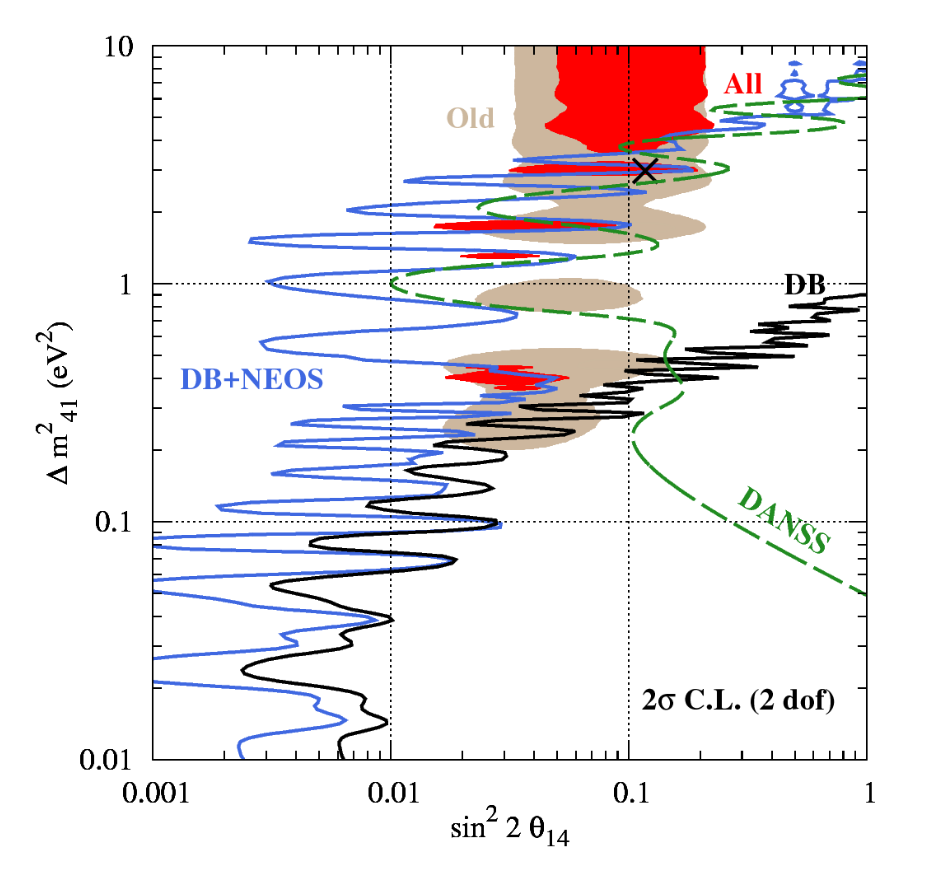 10
All
Old
DB
1
DB+NEOS
Δ m²₄₁ (eV²)
0.1
DANSS
2σ C.L. (2 dof)
0.01
0.001 0.01 0.1 1
sin² 2 θ₁₄